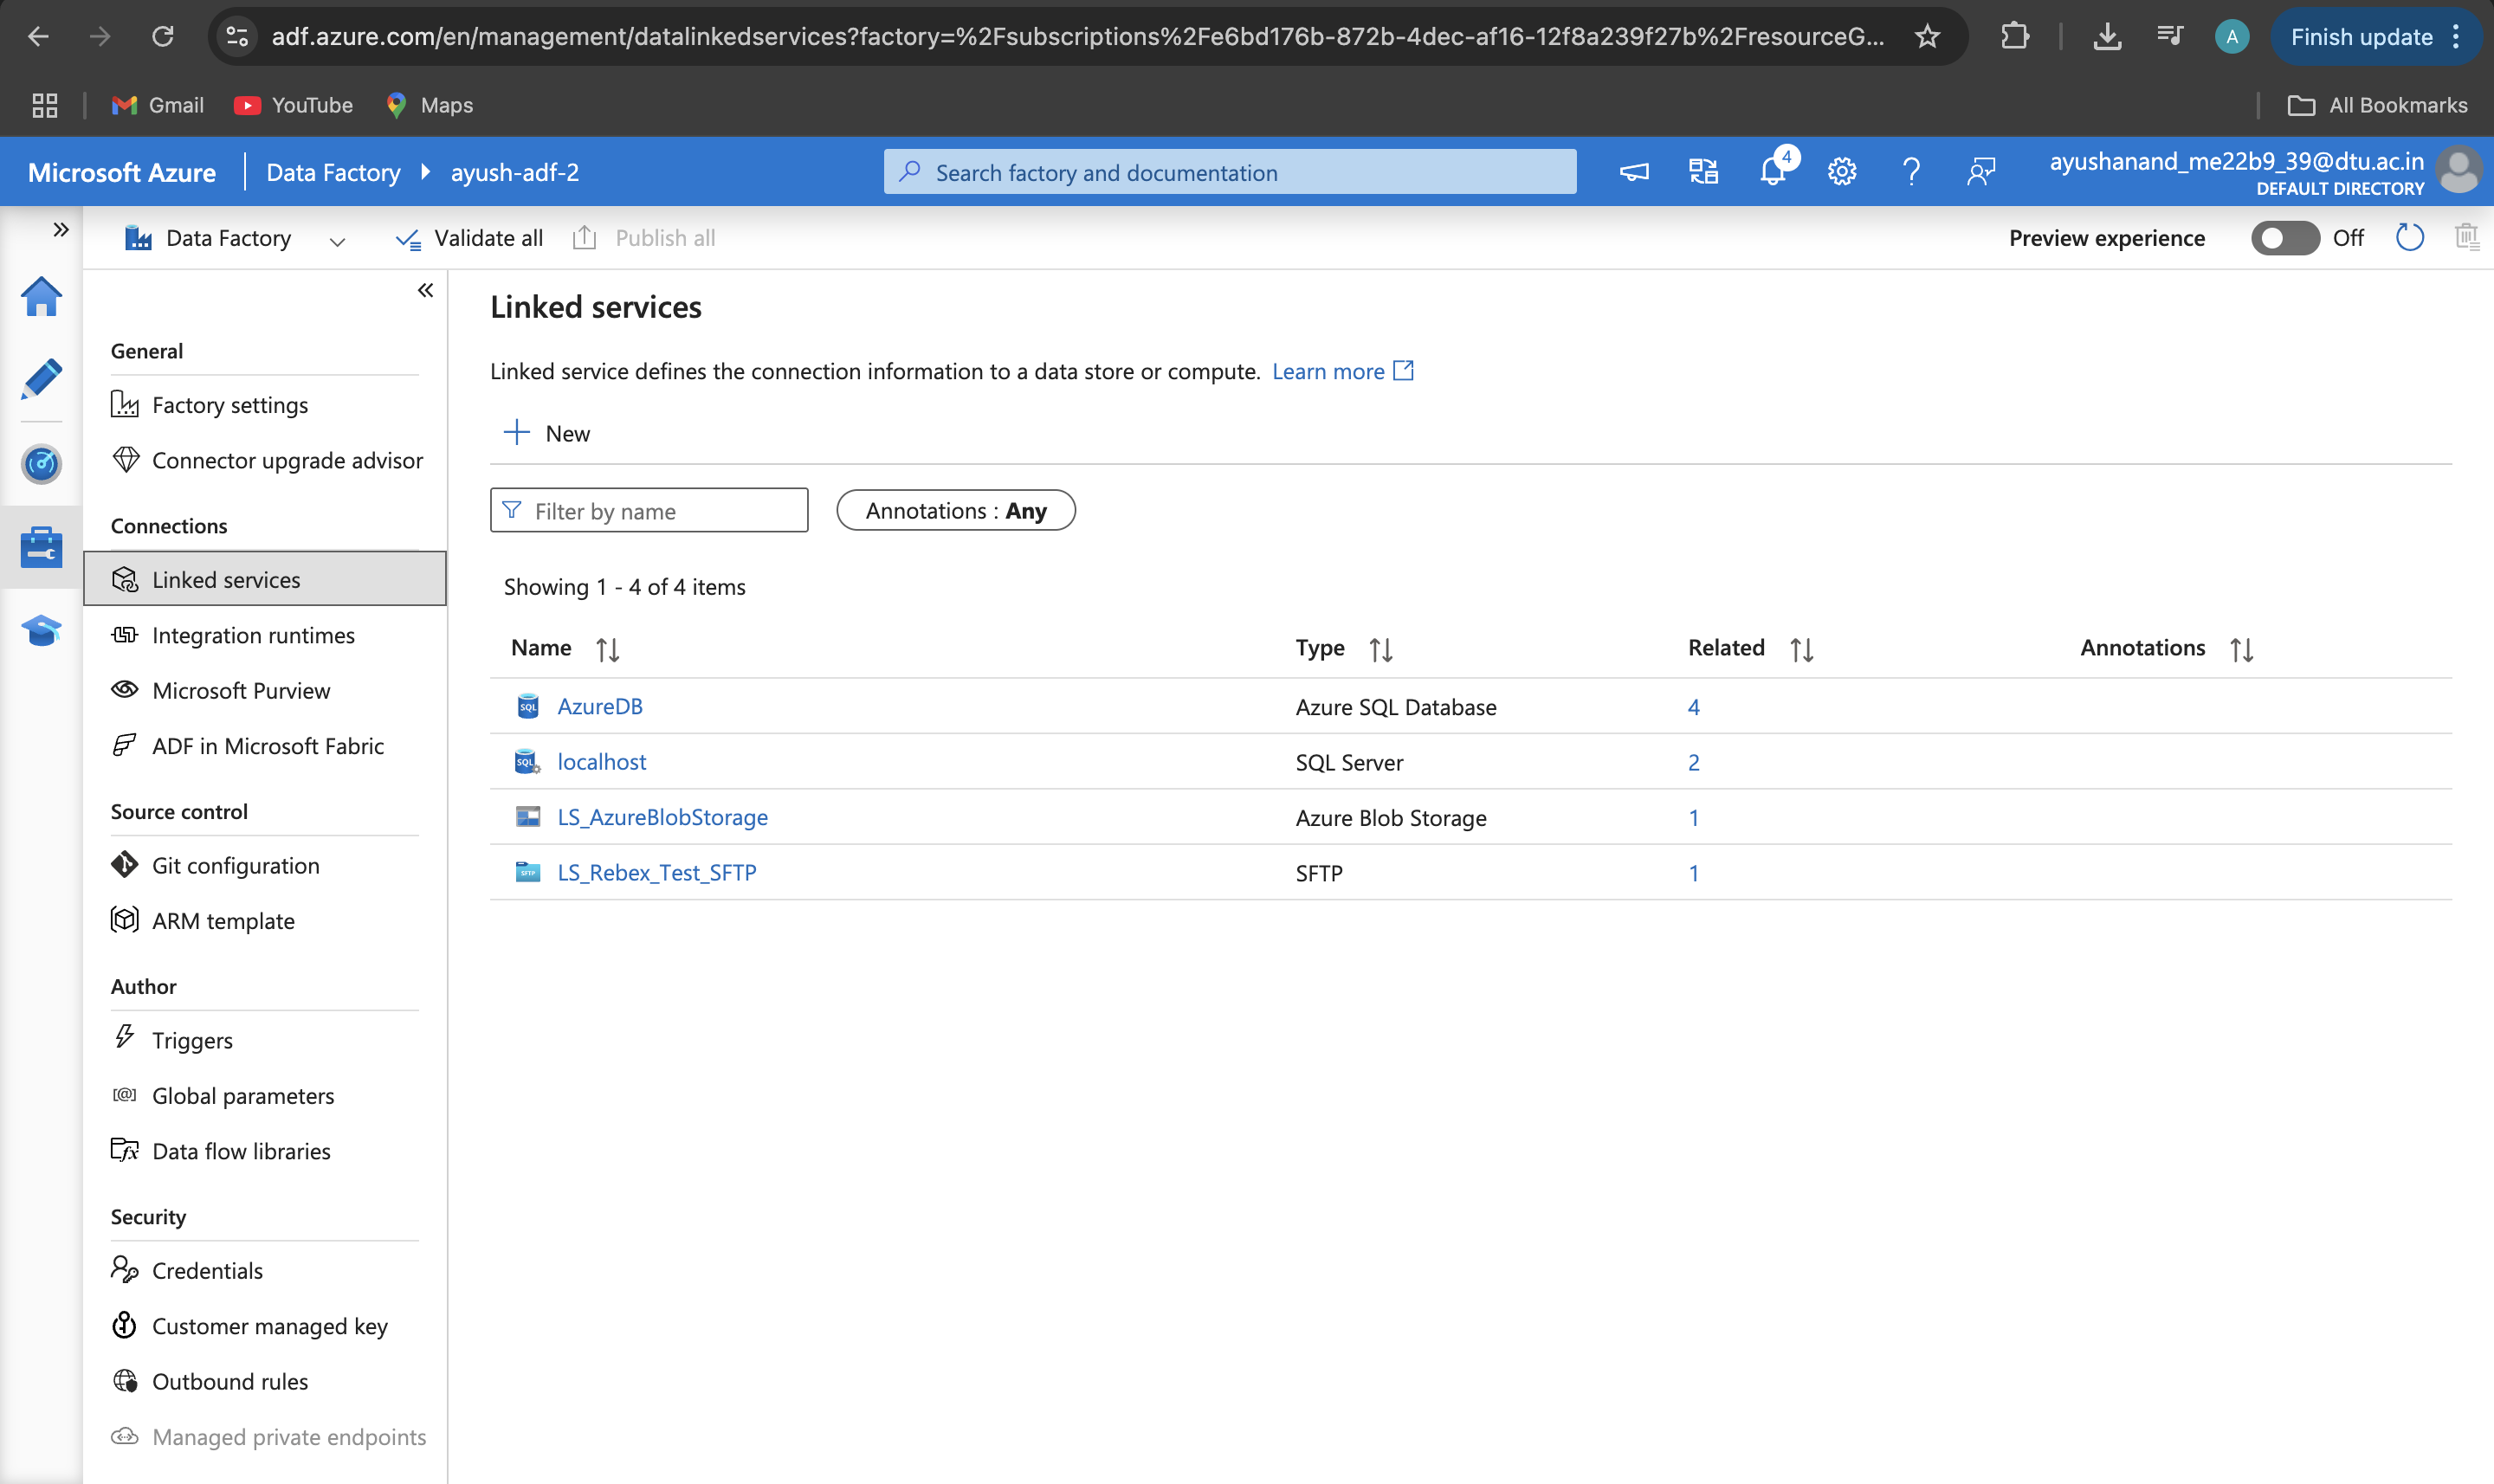 adf.azure.com/en/management/datalinkedservices?factory=%2Fsubscriptions%2Fe6bd176b-872b-4dec-af16-12f8a239f27b%2FresourceG...
A
Finish update
Gmail
YouTube
Maps
All Bookmarks
Microsoft Azure
Data Factory
ayush-adf-2
Search factory and documentation
4
ayushanand_me22b9_39@dtu.ac.in
DEFAULT DIRECTORY
Data Factory
Validate all
Publish all
Preview experience
Off
General
Factory settings
Connector upgrade advisor
Connections
Linked services
Integration runtimes
Microsoft Purview
ADF in Microsoft Fabric
Source control
Git configuration
ARM template
Author
Triggers
Global parameters
Data flow libraries
Security
Credentials
Customer managed key
Outbound rules
Managed private endpoints
Linked services
Linked service defines the connection information to a data store or compute. Learn more
New
Filter by name
Annotations : Any
Showing 1 - 4 of 4 items
Name Type Related Annotations
SQL AzureDB Azure SQL Database 4
SQL localhost SQL Server 2
LS_AzureBlobStorage Azure Blob Storage 1
SFTP LS_Rebex_Test_SFTP SFTP 1